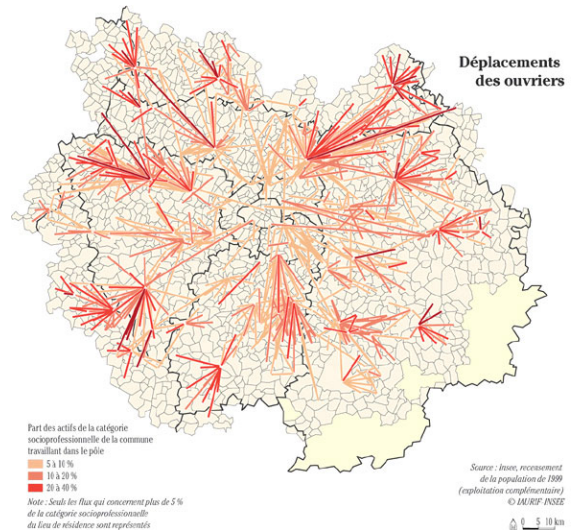 Déplacements
des ouvriers
Part des actifs de la catégorie
socioprofessionnelle de la commune
travaillant dans le pôle
5 à 10 %
10 à 20 %
20 à 40 %
Note : Seuls les flux qui concernent plus de 5 %
de la catégorie socioprofessionnelle
du lieu de résidence sont représentés
Source : Insee, recensement
de la population de 1999
(exploitation complémentaire)
© IAURIF-INSEE
0 5 10 km